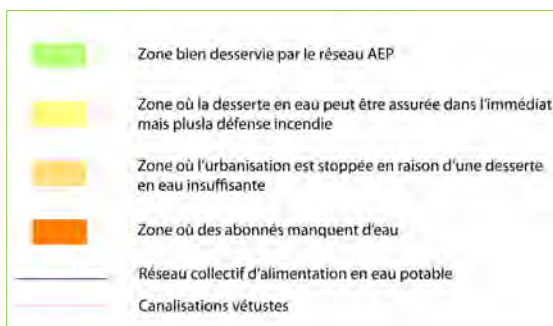 Zone bien desservie par le réseau AEP
Zone où la desserte en eau peut être assurée dans l'immédiat
mais plusla défense incendie
Zone où l'urbanisation est stoppée en raison d'une desserte
en eau insuffisante
Zone où des abonnés manquent d'eau
Réseau collectif d'alimentation en eau potable
Canalisations vétustes